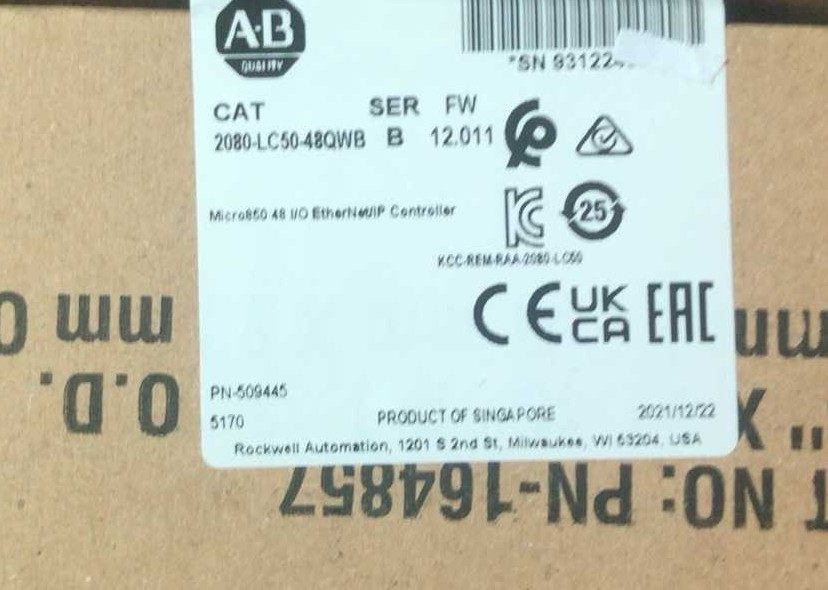 A·B
QUALITY
*SN 93122
CAT SER FW
2080-LC50-48QWB B 12.011
Micro850 48 I/O EtherNet/IP Controller
25
KCC-REM-RAA-2080-LC50
CE UK CA EAC
mm
O.D.
PN-509445
5170 PRODUCT OF SINGAPORE 2021/12/22
Rockwell Automation, 1201 S 2nd St, Milwaukee, WI 53204, USA
X "
T NO: PN-164857